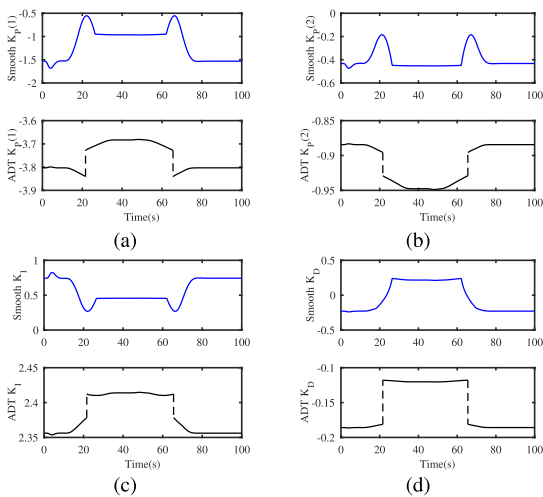 Smooth K_P(1)
-0.5
-1
-1.5
-2
0 20 40 60 80 100
ADT K_P(1)
-3.6
-3.7
-3.8
-3.9
0 20 40 60 80 100
Time(s)
(a)
Smooth K_P(2)
0
-0.2
-0.4
-0.6
0 20 40 60 80 100
ADT K_P(2)
-0.85
-0.9
-0.95
0 20 40 60 80 100
Time(s)
(b)
Smooth K_I
1
0.5
0
0 20 40 60 80 100
ADT K_I
2.45
2.4
2.35
0 20 40 60 80 100
Time(s)
(c)
Smooth K_D
0.5
0
-0.5
0 20 40 60 80 100
ADT K_D
-0.1
-0.15
-0.2
0 20 40 60 80 100
Time(s)
(d)